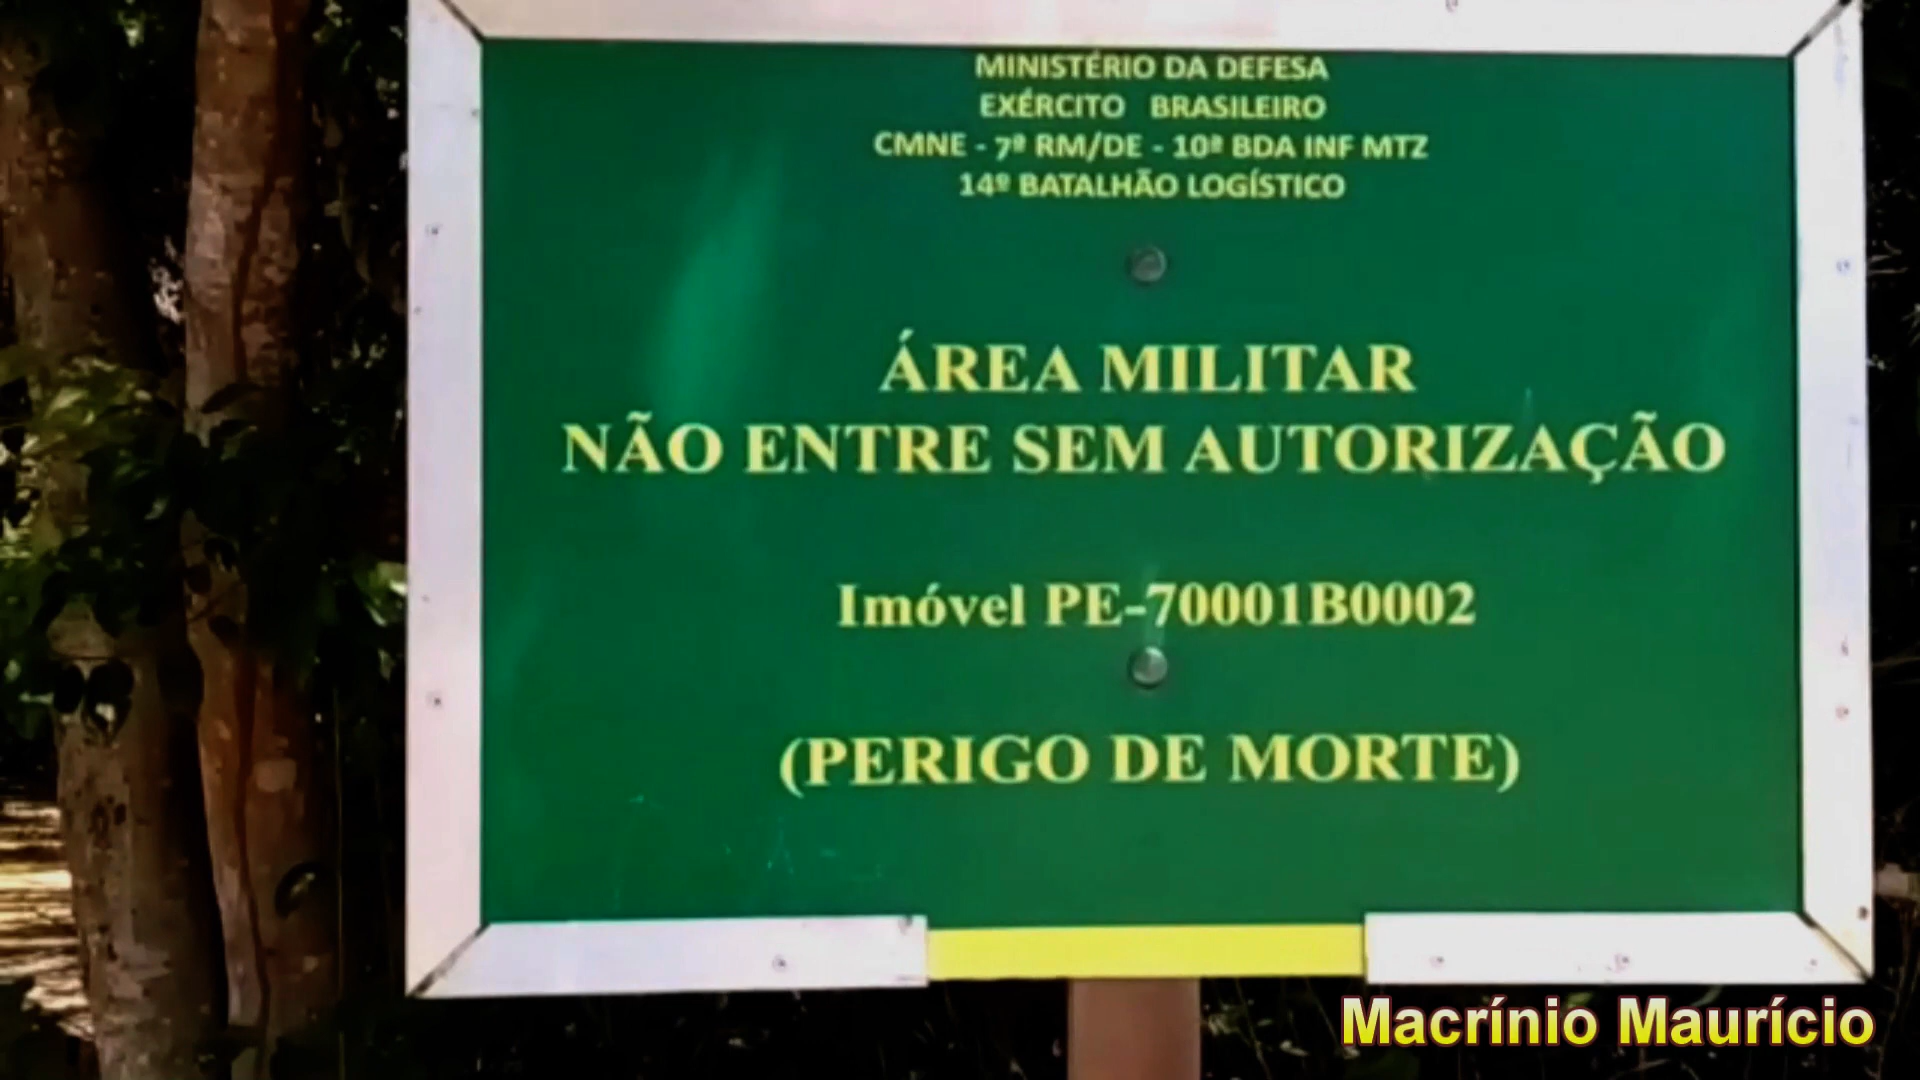 MINISTÉRIO DA DEFESA
EXÉRCITO BRASILEIRO
CMNE - 7ª RM/DE - 10ª BDA INF MTZ
14º BATALHÃO LOGÍSTICO
ÁREA MILITAR
NÃO ENTRE SEM AUTORIZAÇÃO
Imóvel PE-70001B0002
(PERIGO DE MORTE)
Macrínio Maurício